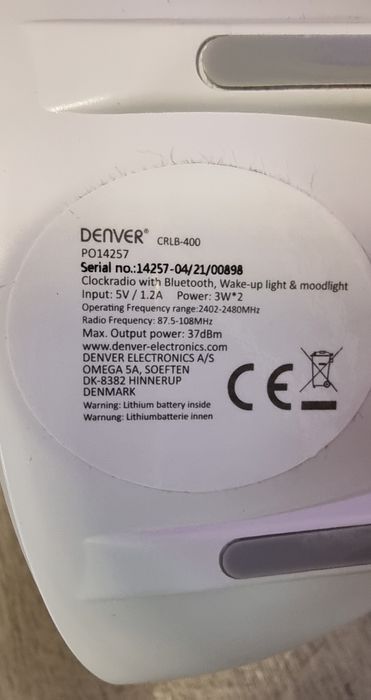 DENVER® CRLB-400
PO14257
Serial no.:14257-04/21/00898
Clockradio with Bluetooth, Wake-up light & moodlight
Input: 5V / 1.2A Power: 3W*2
Operating Frequency range:2402-2480MHz
Radio Frequency: 87.5-108MHz
Max. Output power: 37dBm
www.denver-electronics.com
DENVER ELECTRONICS A/S
OMEGA 5A, SOEFTEN
DK-8382 HINNERUP
DENMARK
Warning: Lithium battery inside
Warnung: Lithiumbatterie innen
CE